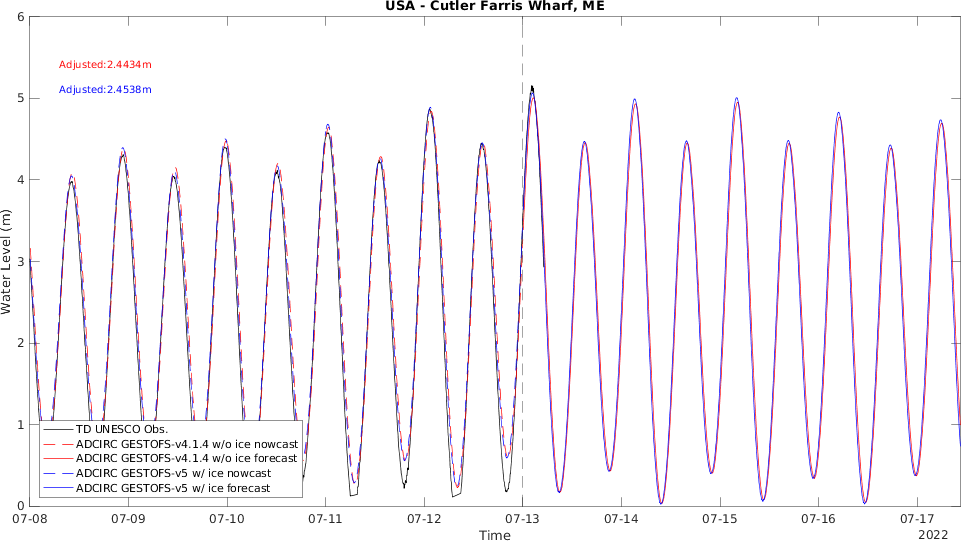 USA - Cutler Farris Wharf, ME
6
Adjusted:2.4434m
Adjusted:2.4538m
5
4
3
2
1
0
Water Level (m)
TD UNESCO Obs.
ADCIRC GESTOFS-v4.1.4 w/o ice nowcast
ADCIRC GESTOFS-v4.1.4 w/o ice forecast
ADCIRC GESTOFS-v5 w/ ice nowcast
ADCIRC GESTOFS-v5 w/ ice forecast
07-08 07-09 07-10 07-11 07-12 07-13 07-14 07-15 07-16 07-17
Time
2022